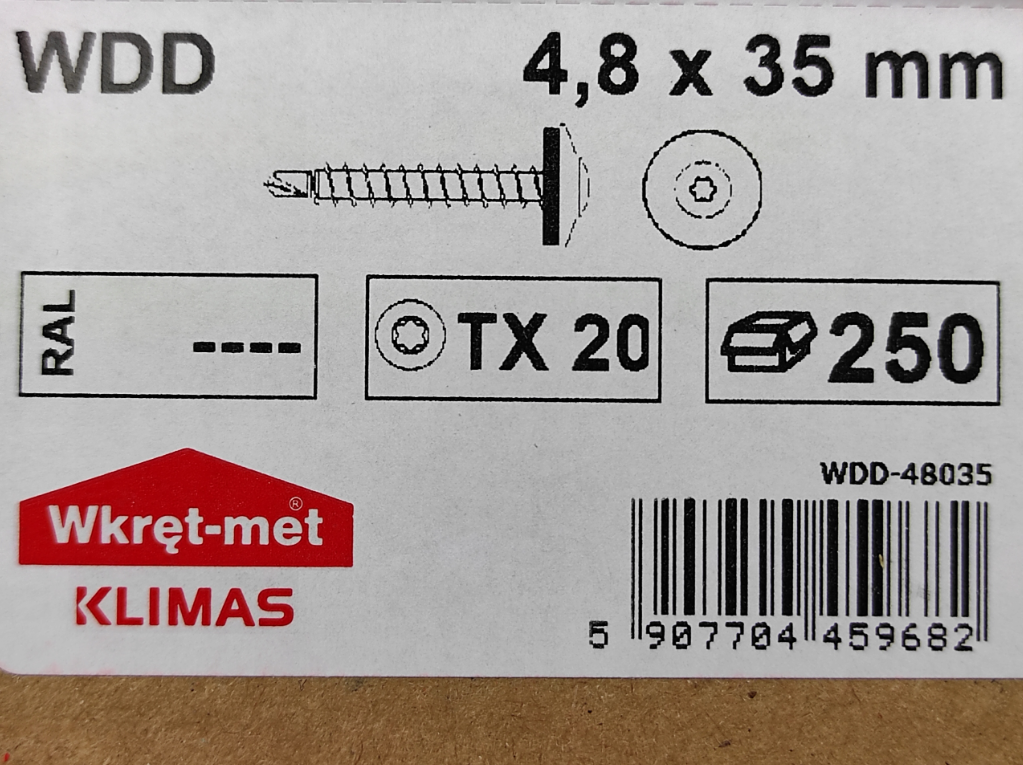 WDD 4,8 x 35 mm
RAL ----
TX 20
250
WDD-48035
Wkręt-met®
KLIMAS
5 907704 459682